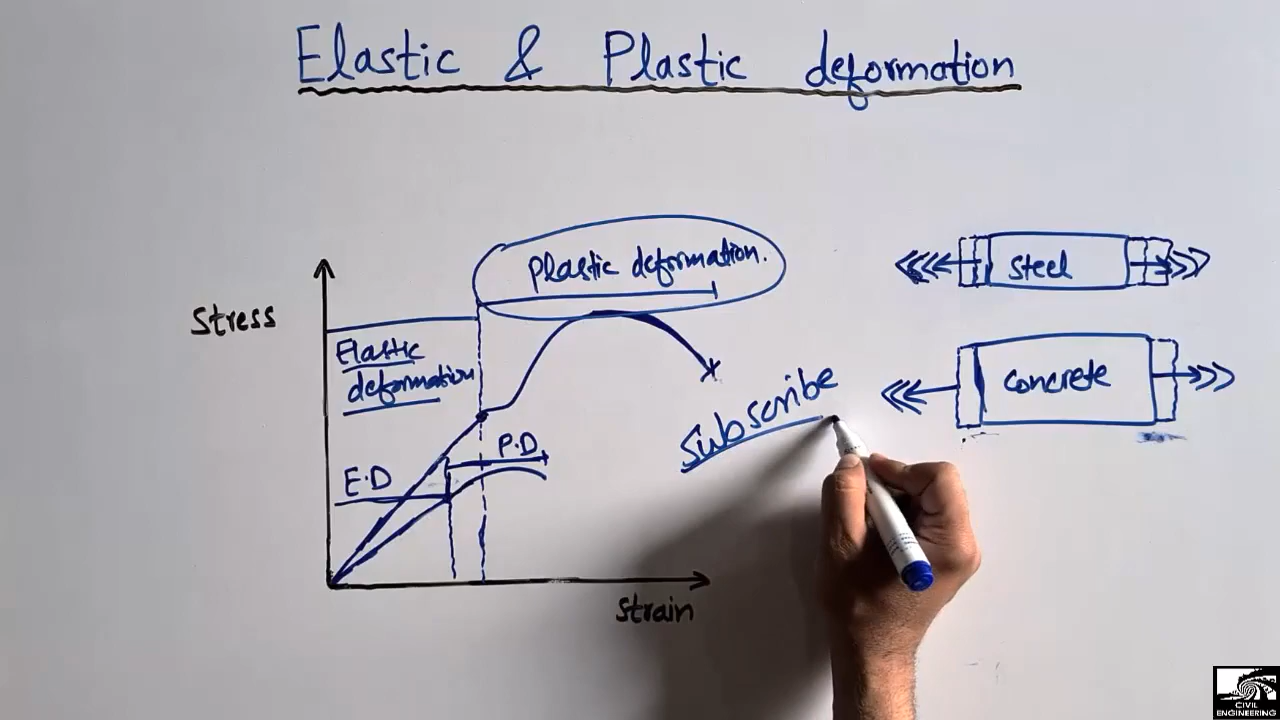 Elastic & Plastic deformation
Plastic deformation.
Stress
Elastic
deformation
P.D
E.D
Strain
Steel
Concrete
Subscribe
CIVIL
ENGINEERING